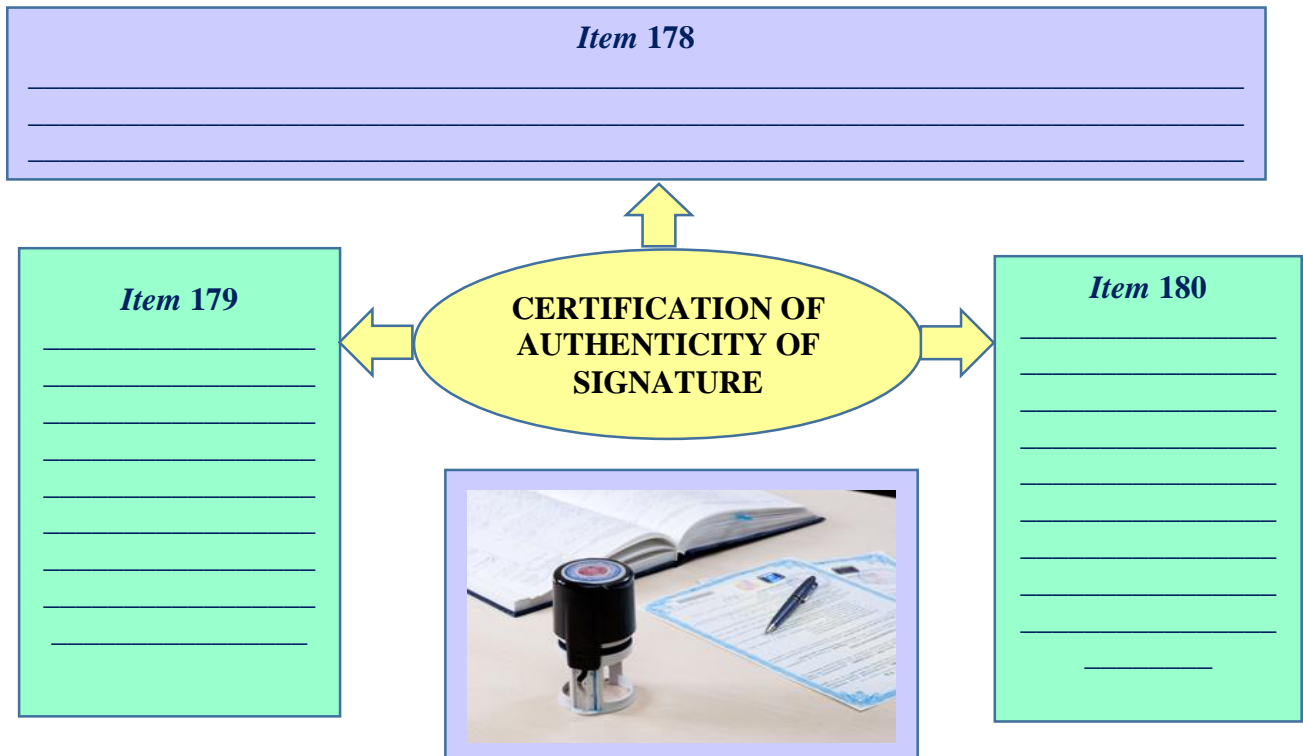 Item 178
CERTIFICATION OF
AUTHENTICITY OF
SIGNATURE
Item 179
Item 180